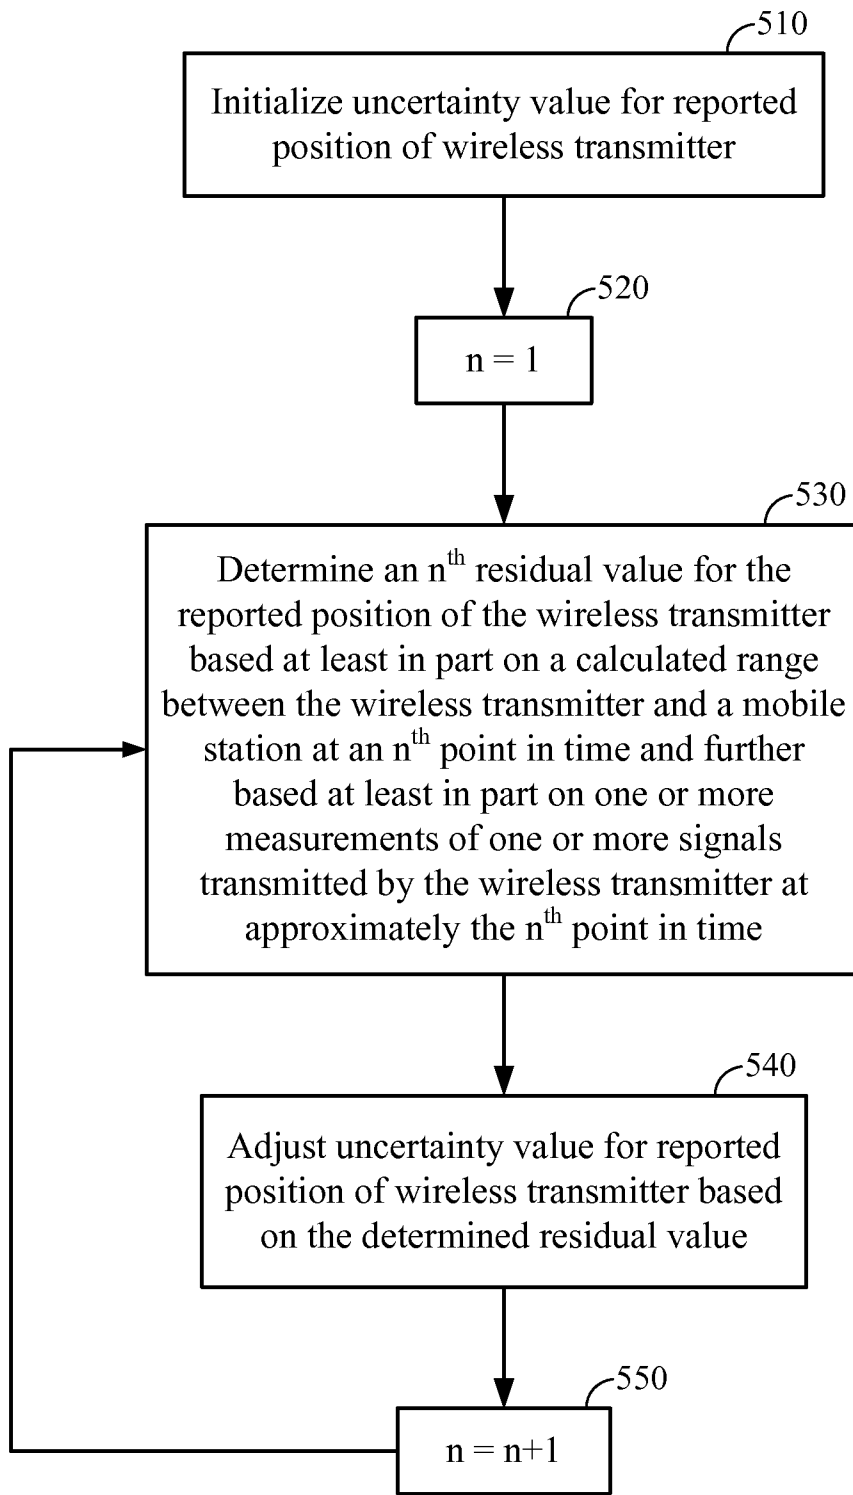 510
Initialize uncertainty value for reported
position of wireless transmitter
520
n = 1
530
Determine an nth residual value for the
reported position of the wireless transmitter
based at least in part on a calculated range
between the wireless transmitter and a mobile
station at an nth point in time and further
based at least in part on one or more
measurements of one or more signals
transmitted by the wireless transmitter at
approximately the nth point in time
540
Adjust uncertainty value for reported
position of wireless transmitter based
on the determined residual value
550
n = n+1